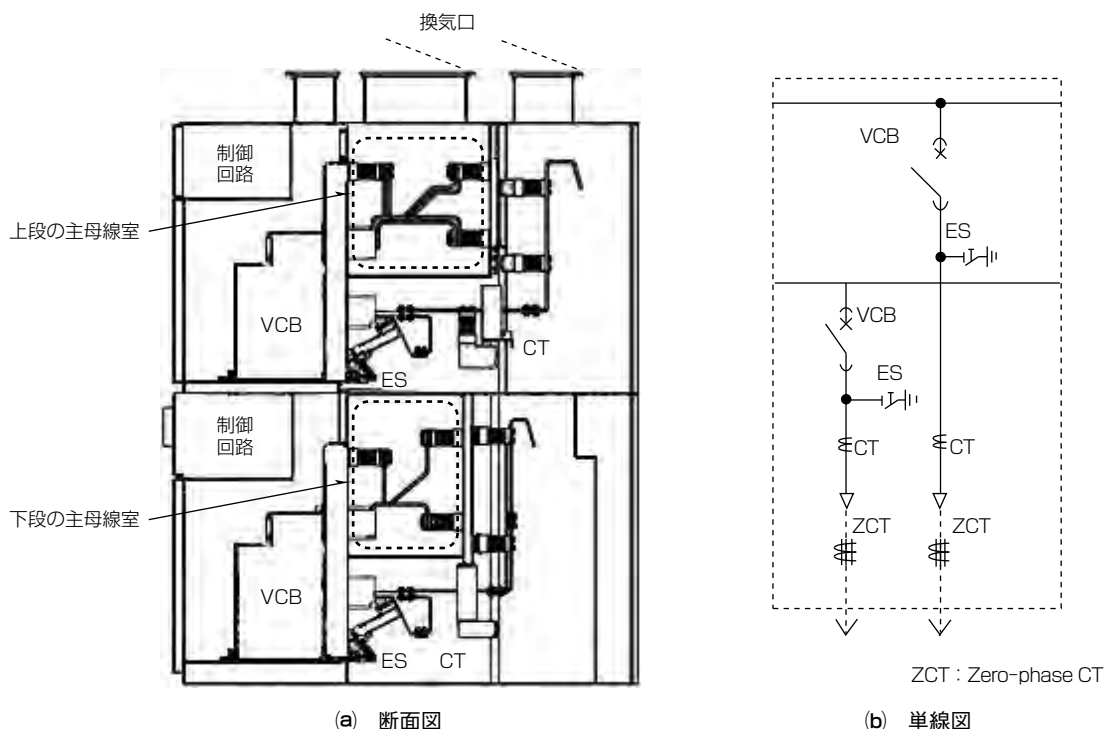 換気口
制御
回路
上段の主母線室
VCB
CT
ES
制御
回路
下段の主母線室
VCB
ES
CT
(a) 断面図
VCB
ES
VCB
ES
CT
CT
ZCT
ZCT
ZCT：Zero-phase CT
(b) 単線図